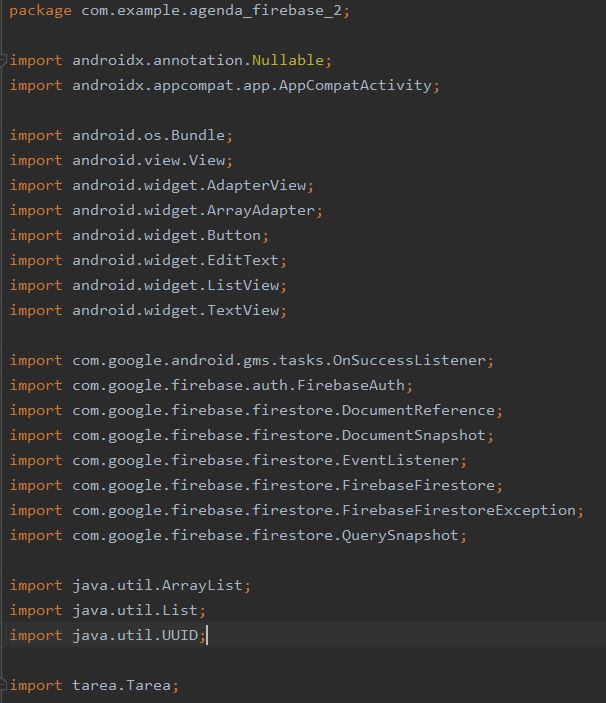 package com.example.agenda_firebase_2;
import androidx.annotation.Nullable;
import androidx.appcompat.app.AppCompatActivity;
import android.os.Bundle;
import android.view.View;
import android.widget.AdapterView;
import android.widget.ArrayAdapter;
import android.widget.Button;
import android.widget.EditText;
import android.widget.ListView;
import android.widget.TextView;
import com.google.android.gms.tasks.OnSuccessListener;
import com.google.firebase.auth.FirebaseAuth;
import com.google.firebase.firestore.DocumentReference;
import com.google.firebase.firestore.DocumentSnapshot;
import com.google.firebase.firestore.EventListener;
import com.google.firebase.firestore.FirebaseFirestore;
import com.google.firebase.firestore.FirebaseFirestoreException;
import com.google.firebase.firestore.QuerySnapshot;
import java.util.ArrayList;
import java.util.List;
import java.util.UUID;
import tarea.Tarea;